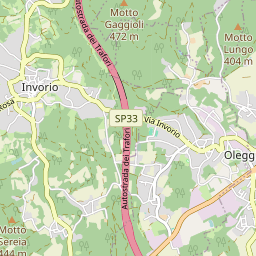 Motto
Gaggioli
472 m
Motto
Lungo
404 m
Autostrada dei Trafori
Invorio
SP33
via Invorio
Autostrada dei Trafori
Olegg
Motto
Sereia
444 m